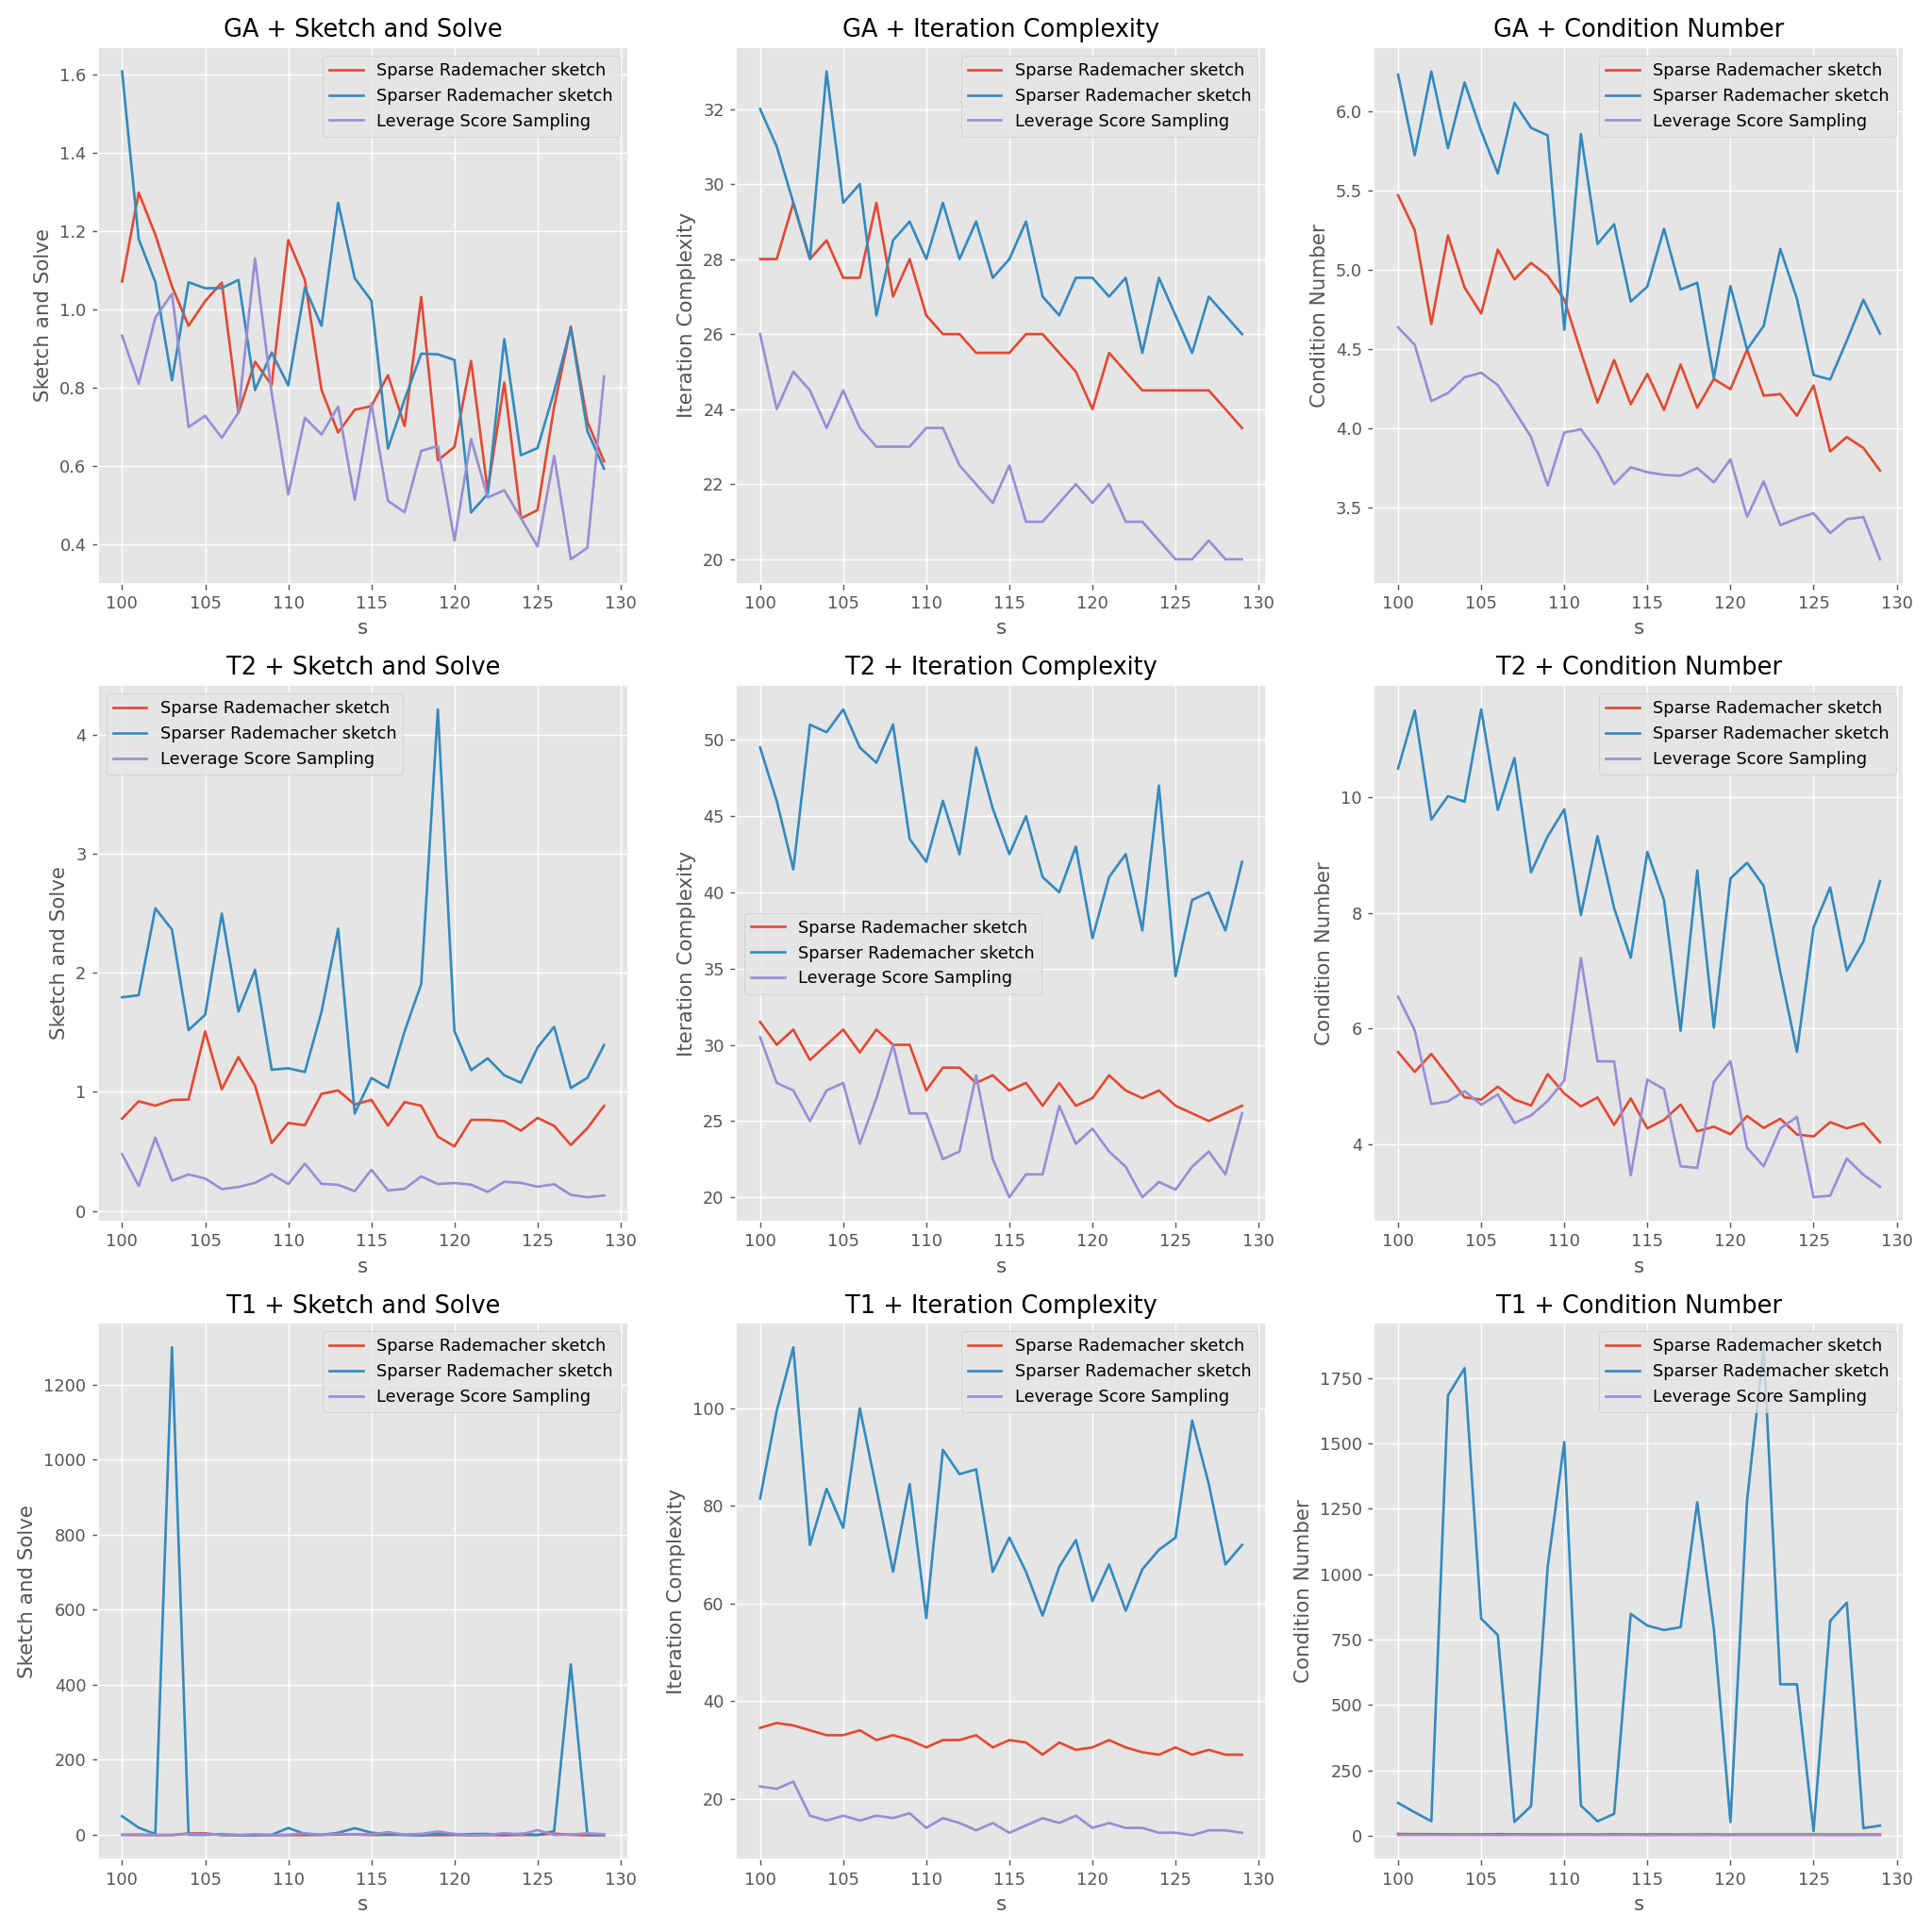 GA + Sketch and Solve
Sketch and Solve
1.6
1.4
1.2
1.0
0.8
0.6
0.4
Sparse Rademacher sketch
Sparser Rademacher sketch
Leverage Score Sampling
100 105 110 115 120 125 130
s
GA + Iteration Complexity
Iteration Complexity
32
30
28
26
24
22
20
Sparse Rademacher sketch
Sparser Rademacher sketch
Leverage Score Sampling
100 105 110 115 120 125 130
s
GA + Condition Number
Condition Number
6.0
5.5
5.0
4.5
4.0
3.5
Sparse Rademacher sketch
Sparser Rademacher sketch
Leverage Score Sampling
100 105 110 115 120 125 130
s
T2 + Sketch and Solve
Sketch and Solve
4
3
2
1
0
Sparse Rademacher sketch
Sparser Rademacher sketch
Leverage Score Sampling
100 105 110 115 120 125 130
s
T2 + Iteration Complexity
Iteration Complexity
50
45
40
35
30
25
20
Sparse Rademacher sketch
Sparser Rademacher sketch
Leverage Score Sampling
100 105 110 115 120 125 130
s
T2 + Condition Number
Condition Number
10
8
6
4
Sparse Rademacher sketch
Sparser Rademacher sketch
Leverage Score Sampling
100 105 110 115 120 125 130
s
T1 + Sketch and Solve
Sketch and Solve
1200
1000
800
600
400
200
0
Sparse Rademacher sketch
Sparser Rademacher sketch
Leverage Score Sampling
100 105 110 115 120 125 130
s
T1 + Iteration Complexity
Iteration Complexity
100
80
60
40
20
Sparse Rademacher sketch
Sparser Rademacher sketch
Leverage Score Sampling
100 105 110 115 120 125 130
s
T1 + Condition Number
Condition Number
1750
1500
1250
1000
750
500
250
0
Sparse Rademacher sketch
Sparser Rademacher sketch
Leverage Score Sampling
100 105 110 115 120 125 130
s